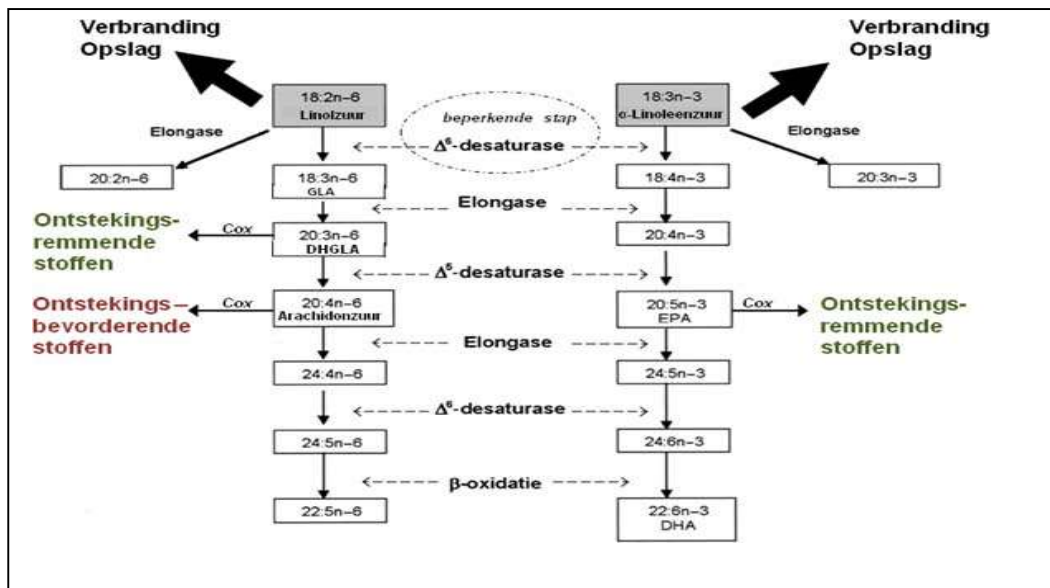 Verbranding
Opslag
Verbranding
Opslag
18:2n–6
Linolzuur
beperkende stap
18:3n–3
α-Linoleenzuur
Elongase
Elongase
Δ⁶-desaturase
20:2n–6
18:3n–6
GLA
18:4n–3
20:3n–3
Elongase
Ontstekings-
remmende
stoffen
Cox
20:3n–6
DHGLA
20:4n–3
Δ⁵-desaturase
Ontstekings–
bevorderende
stoffen
Cox
20:4n–6
Arachidonzuur
20:5n–3
EPA
Cox
Ontstekings-
remmende
stoffen
Elongase
24:4n–6
24:5n–3
Δ⁶-desaturase
24:5n–6
24:6n–3
β-oxidatie
22:5n–6
22:6n–3
DHA